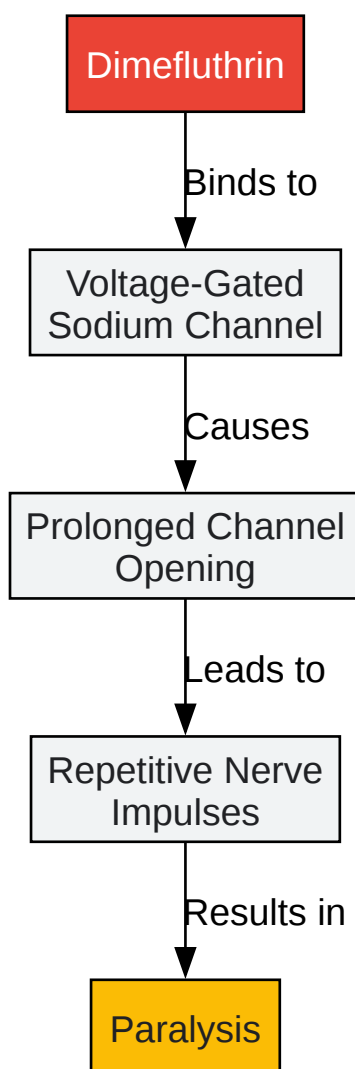 Dimefluthrin
Binds to
Voltage-Gated
Sodium Channel
Causes
Prolonged Channel
Opening
Leads to
Repetitive Nerve
Impulses
Results in
Paralysis